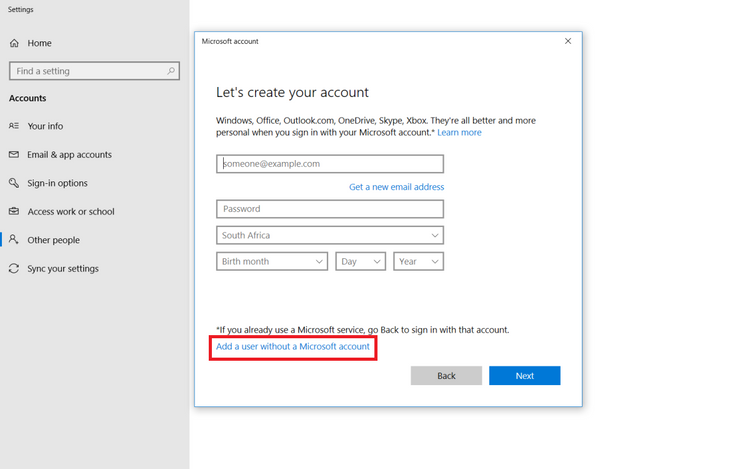 Settings
Home
Find a setting
Accounts
Your info
Email & app accounts
Sign-in options
Access work or school
Other people
Sync your settings
Microsoft account
Let's create your account
Windows, Office, Outlook.com, OneDrive, Skype, Xbox. They're all better and more
personal when you sign in with your Microsoft account.* Learn more
someone@example.com
Get a new email address
Password
South Africa
Birth month Day Year
*If you already use a Microsoft service, go Back to sign in with that account.
Add a user without a Microsoft account
Back Next